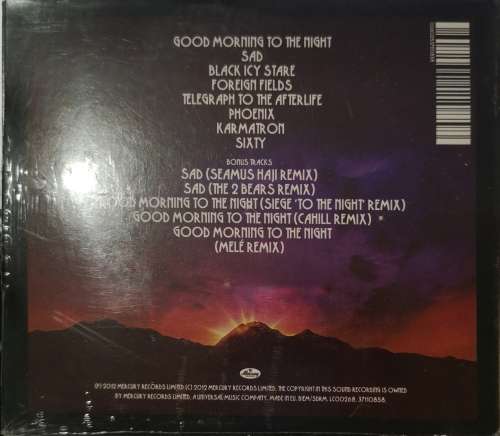 GOOD MORNING TO THE NIGHT
SAD
BLACK ICY STARE
FOREIGN FIELDS
TELEGRAPH TO THE AFTERLIFE
PHOENIX
KARMATRON
SIXTY
BONUS TRACKS
SAD (SEAMUS HAJI REMIX)
SAD (THE 2 BEARS REMIX)
GOOD MORNING TO THE NIGHT (SIEGE 'TO THE NIGHT' REMIX)
GOOD MORNING TO THE NIGHT (CAHILL REMIX)
GOOD MORNING TO THE NIGHT
(MELÉ REMIX)
(P) 2012 MERCURY RECORDS LIMITED (C) 2012 MERCURY RECORDS LIMITED, THE COPYRIGHT IN THIS SOUND RECORDING IS OWNED
BY MERCURY RECORDS LIMITED, A UNIVERSAL MUSIC COMPANY. MADE IN EU. BIEM/SDRM. LC00268. 3710858.